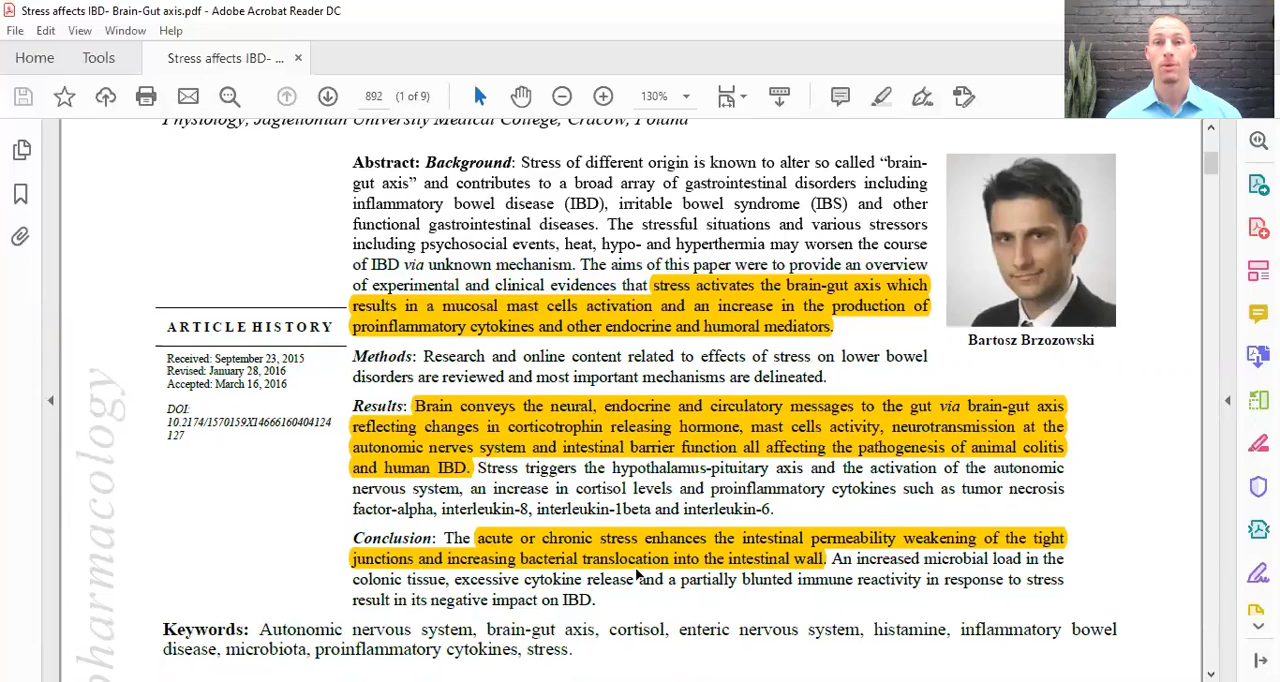 Stress affects IBD- Brain-Gut axis.pdf - Adobe Acrobat Reader DC
File Edit View Window Help
Home Tools Stress affects IBD- ... ×
892 (1 of 9) 130%
Physiology, Jagiellonian University Medical College, Cracow, Poland
Abstract: Background: Stress of different origin is known to alter so called “brain-
gut axis” and contributes to a broad array of gastrointestinal disorders including
inflammatory bowel disease (IBD), irritable bowel syndrome (IBS) and other
functional gastrointestinal diseases. The stressful situations and various stressors
including psychosocial events, heat, hypo- and hyperthermia may worsen the course
of IBD via unknown mechanism. The aims of this paper were to provide an overview
of experimental and clinical evidences that stress activates the brain-gut axis which
results in a mucosal mast cells activation and an increase in the production of
proinflammatory cytokines and other endocrine and humoral mediators.
Bartosz Brzozowski
ARTICLE HISTORY
Received: September 23, 2015
Revised: January 28, 2016
Accepted: March 16, 2016
DOI:
10.2174/1570159X14666160404124
127
Methods: Research and online content related to effects of stress on lower bowel
disorders are reviewed and most important mechanisms are delineated.
Results: Brain conveys the neural, endocrine and circulatory messages to the gut via brain-gut axis
reflecting changes in corticotrophin releasing hormone, mast cells activity, neurotransmission at the
autonomic nerves system and intestinal barrier function all affecting the pathogenesis of animal colitis
and human IBD. Stress triggers the hypothalamus-pituitary axis and the activation of the autonomic
nervous system, an increase in cortisol levels and proinflammatory cytokines such as tumor necrosis
factor-alpha, interleukin-8, interleukin-1beta and interleukin-6.
Conclusion: The acute or chronic stress enhances the intestinal permeability weakening of the tight
junctions and increasing bacterial translocation into the intestinal wall. An increased microbial load in the
colonic tissue, excessive cytokine release and a partially blunted immune reactivity in response to stress
result in its negative impact on IBD.
Keywords: Autonomic nervous system, brain-gut axis, cortisol, enteric nervous system, histamine, inflammatory bowel
disease, microbiota, proinflammatory cytokines, stress.
pharmacology